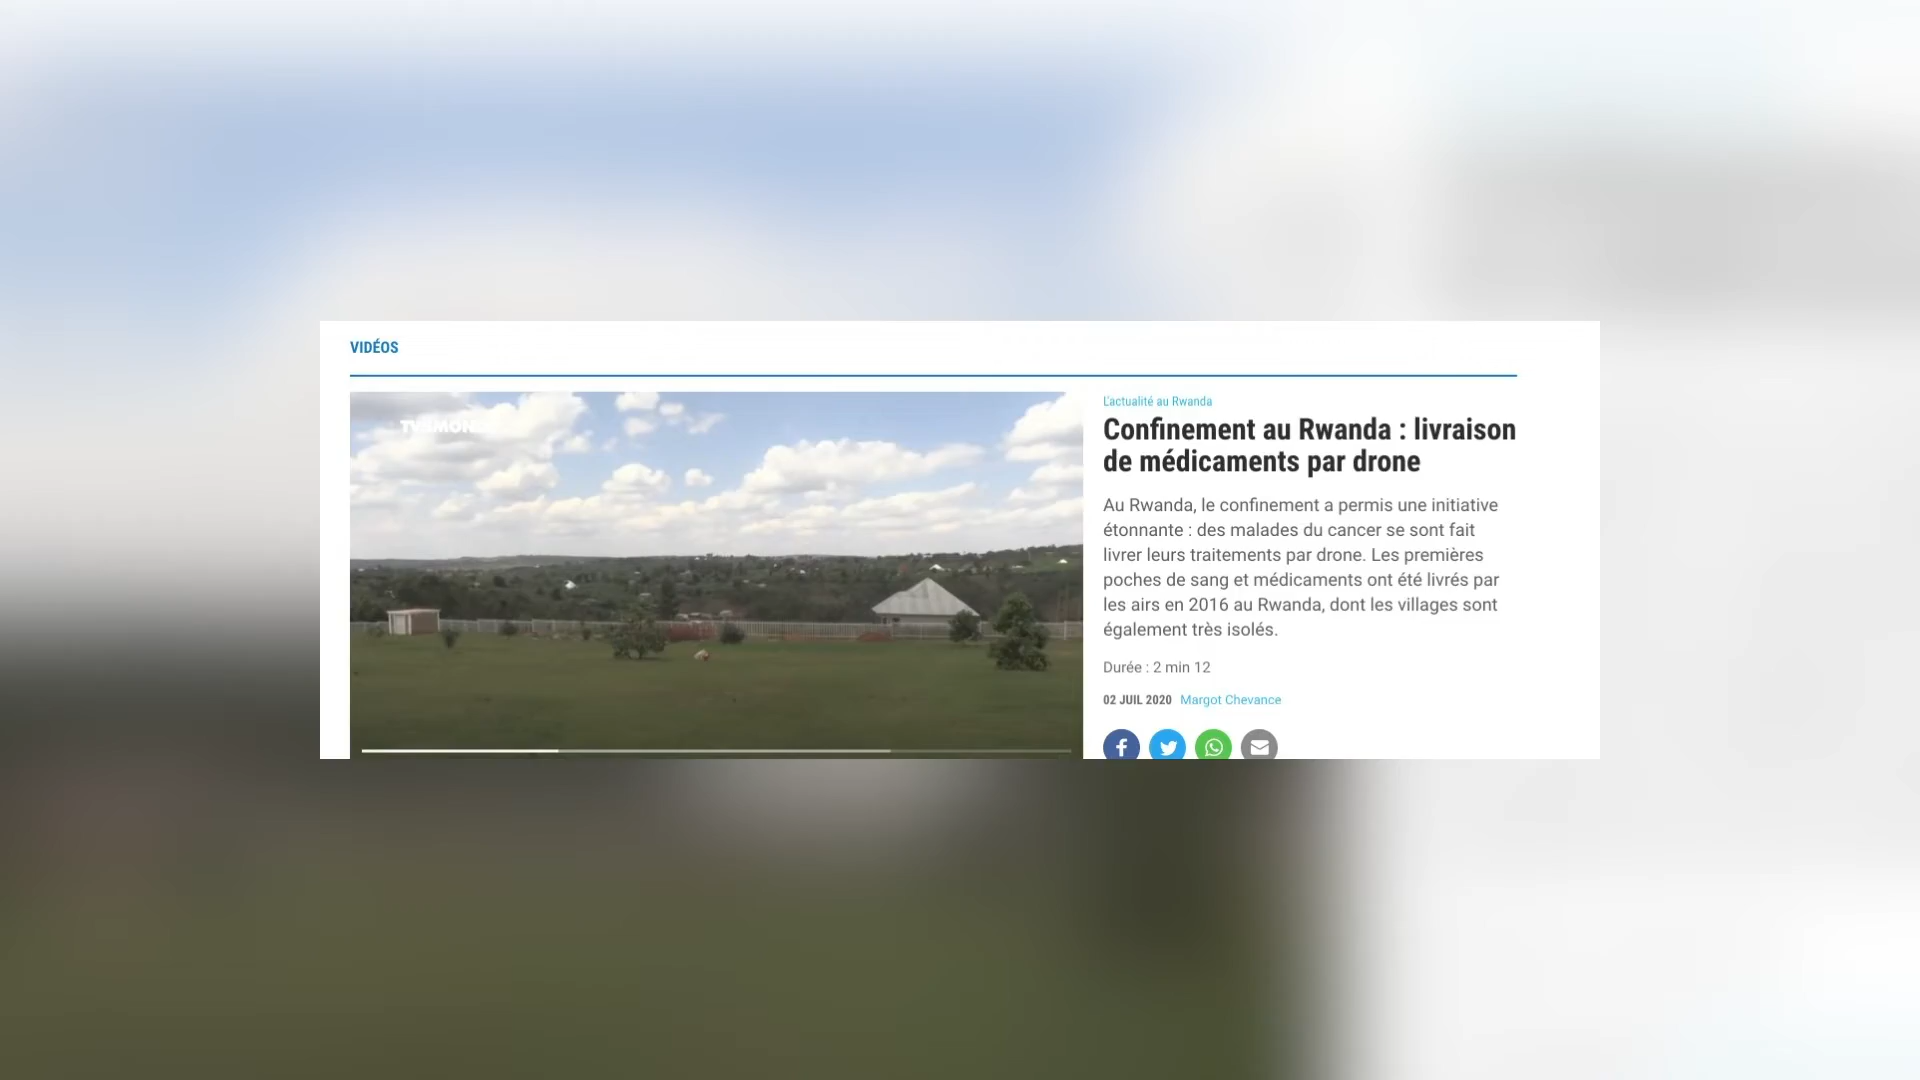 VIDÉOS
L'actualité au Rwanda
Confinement au Rwanda : livraison
de médicaments par drone
Au Rwanda, le confinement a permis une initiative
étonnante : des malades du cancer se sont fait
livrer leurs traitements par drone. Les premières
poches de sang et médicaments ont été livrés par
les airs en 2016 au Rwanda, dont les villages sont
également très isolés.
Durée : 2 min 12
02 JUIL 2020 Margot Chevance